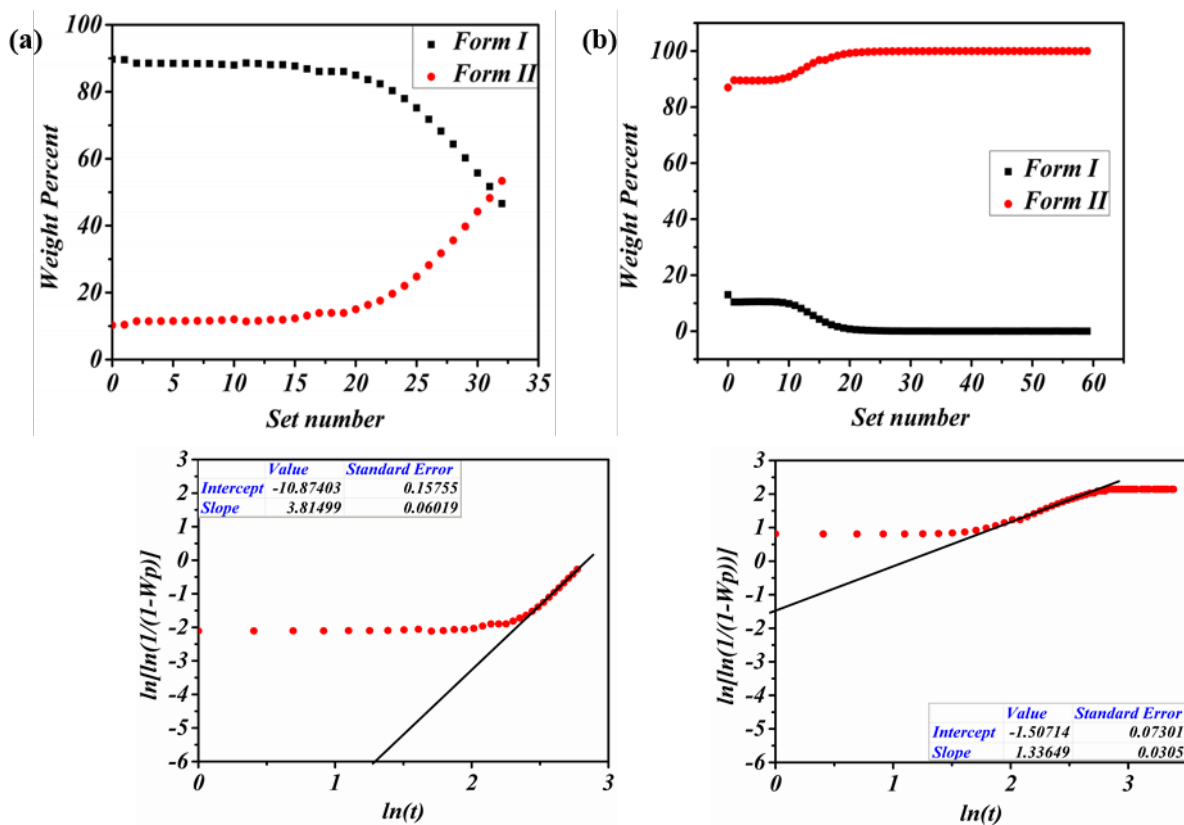 (a)
100
80
60
40
20
0
Weight Percent
Form I
Form II
0 5 10 15 20 25 30 35
Set number
(b)
100
80
60
40
20
0
Weight Percent
Form I
Form II
0 10 20 30 40 50 60
Set number
3
2
1
0
-1
-2
-3
-4
-5
-6
ln[ln(1/(1-Wp)]
Value Standard Error
Intercept -10.87403 0.15755
Slope 3.81499 0.06019
0 1 2 3
ln(t)
3
2
1
0
-1
-2
-3
-4
-5
-6
ln[ln(1/(1-Wp))]
Value Standard Error
Intercept -1.50714 0.07301
Slope 1.33649 0.0305
0 1 2 3
ln(t)